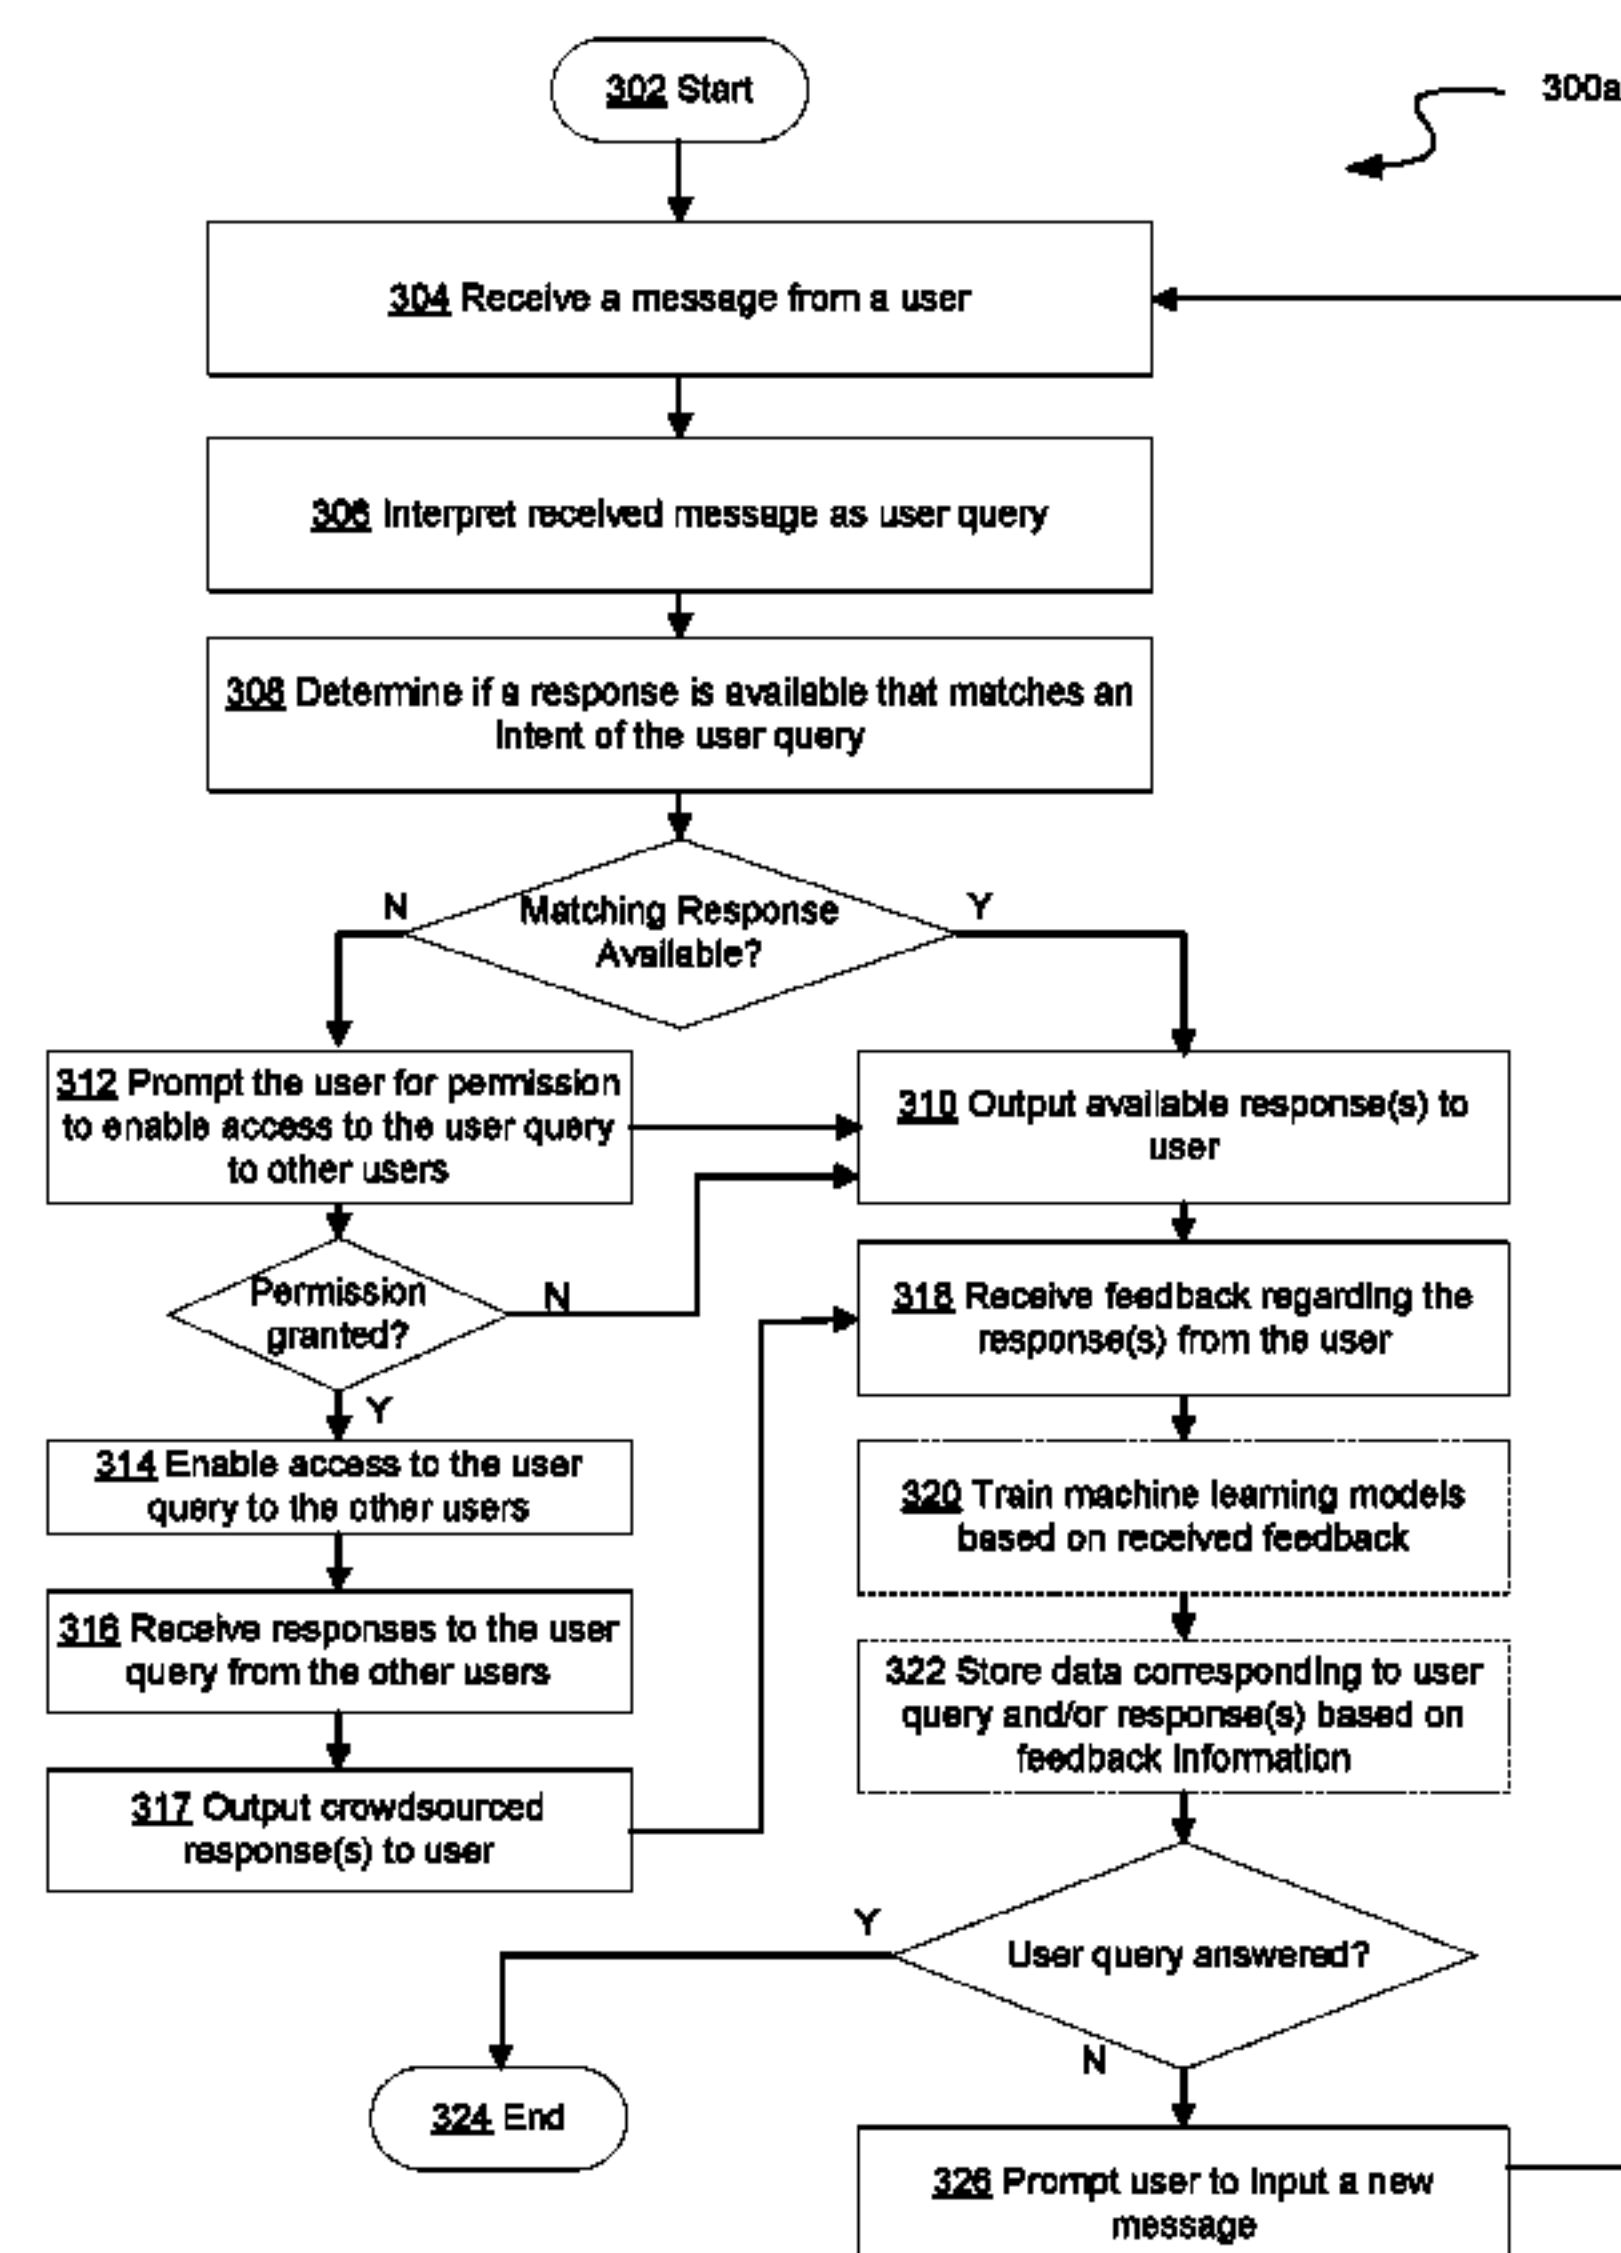 302 Start
300a
304 Receive a message from a user
306 Interpret received message as user query
308 Determine if a response is available that matches an
intent of the user query
N
Matching Response
Available?
Y
312 Prompt the user for permission
to enable access to the user query
to other users
310 Output available response(s) to
user
Permission
granted?
N
Y
318 Receive feedback regarding the
response(s) from the user
314 Enable access to the user
query to the other users
320 Train machine learning models
based on received feedback
316 Receive responses to the user
query from the other users
322 Store data corresponding to user
query and/or response(s) based on
feedback information
317 Output crowdsourced
response(s) to user
Y
User query answered?
N
324 End
326 Prompt user to input a new
message